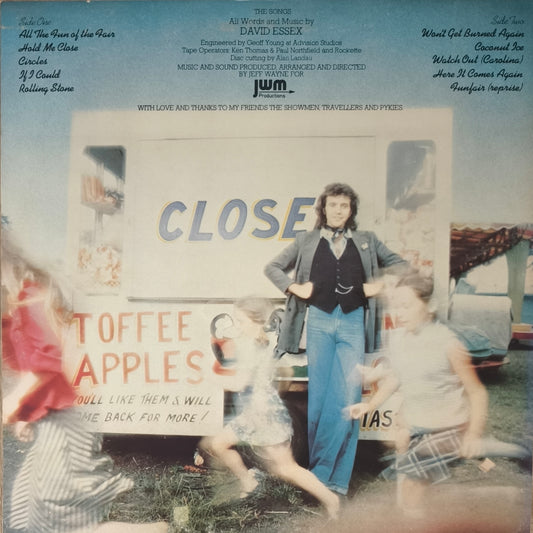 THE SONGS
All Words and Music by
DAVID ESSEX
Engineered by Geoff Young at Advision Studios
Tape Operators: Ken Thomas & Paul Northfield and Rockette
Disc cutting by Alan Landau
MUSIC AND SOUND PRODUCED, ARRANGED AND DIRECTED
BY JEFF WAYNE FOR
jwm
Productions
WITH LOVE AND THANKS TO MY FRIENDS THE SHOWMEN, TRAVELLERS AND PYKIES.
Side One
All The Fun of the Fair
Hold Me Close
Circles
If I Could
Rolling Stone
Side Two
Won't Get Burned Again
Coconut Ice
Watch Out (Carolina)
Here It Comes Again
Funfair (reprise)
CLOSE
TOFFEE
APPLES
YOU'LL LIKE THEM & WILL
COME BACK FOR MORE!